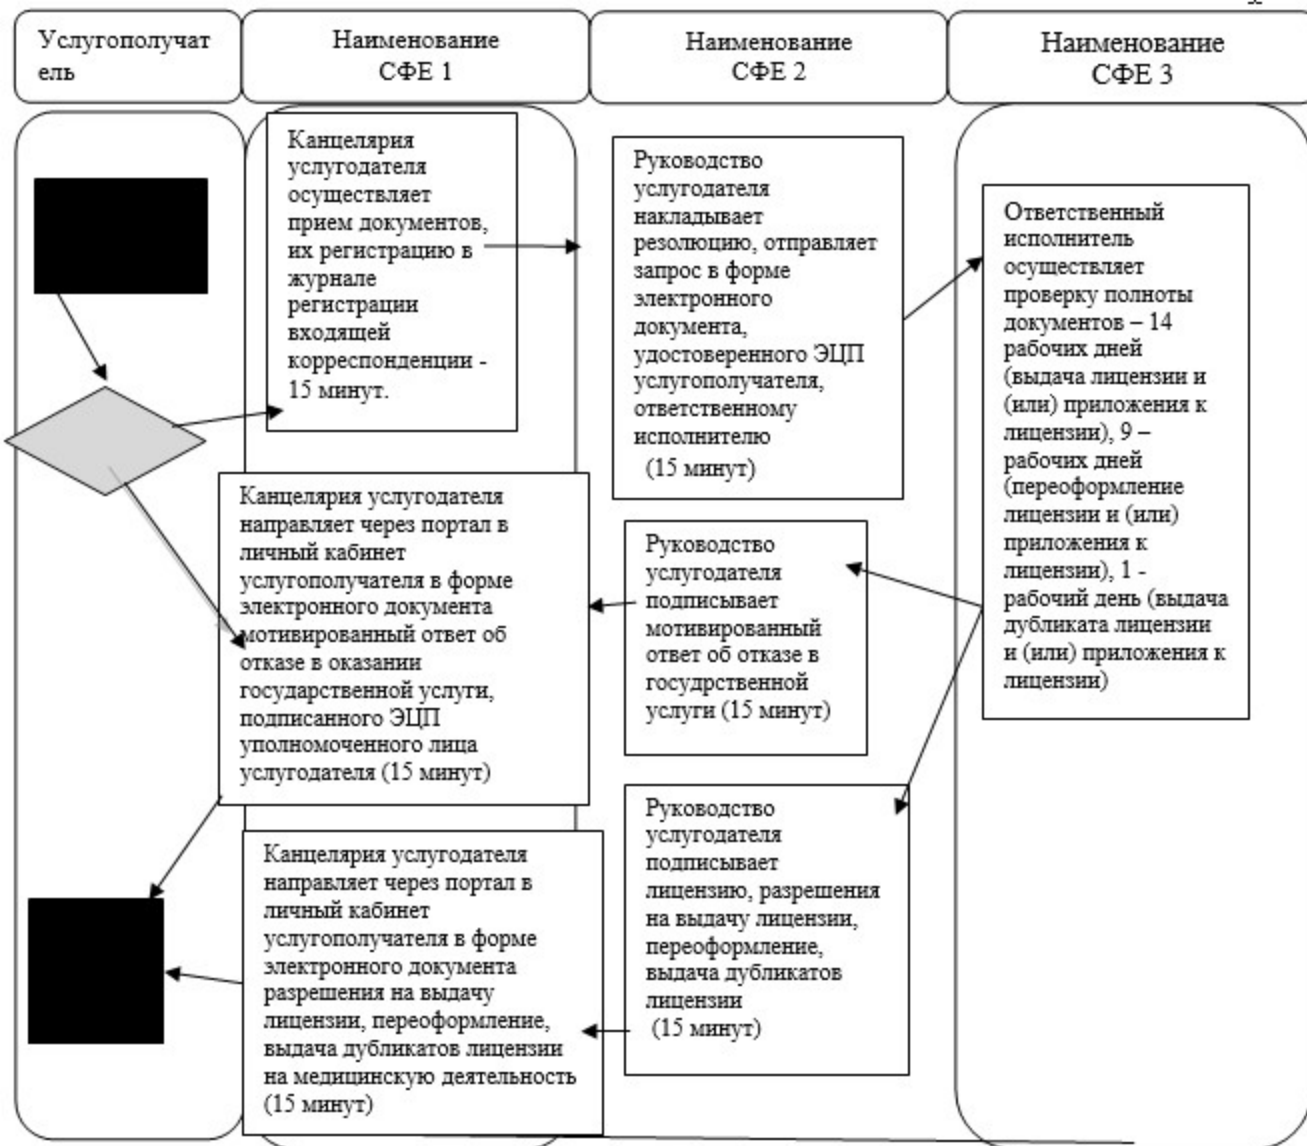 Услугополучат
ель
Наименование
СФЕ 1
Наименование
СФЕ 2
Наименование
СФЕ 3
Канцелярия
услугодателя
осуществляет
прием документов,
их регистрацию в
журнале
регистрации
входящей
корреспонденции -
15 минут.
Руководство
услугодателя
накладывает
резолюцию, отправляет
запрос в форме
электронного
документа,
удостоверенного ЭЦП
услугополучателя,
ответственному
исполнителю
(15 минут)
Ответственный
исполнитель
осуществляет
проверку полноты
документов – 14
рабочих дней
(выдача лицензии и
(или) приложения к
лицензии), 9 –
рабочих дней
(переоформление
лицензии и (или)
приложения к
лицензии), 1 -
рабочий день (выдача
дубликата лицензии
и (или) приложения к
лицензии)
Канцелярия услугодателя
направляет через портал в
личный кабинет
услугополучателя в форме
электронного документа
мотивированный ответ об
отказе в оказании
государственной услуги,
подписанного ЭЦП
уполномоченного лица
услугодателя (15 минут)
Руководство
услугодателя
подписывает
мотивированный
ответ об отказе в
госудрственной
услуги (15 минут)
Канцелярия услугодателя
направляет через портал в
личный кабинет
услугополучателя в форме
электронного документа
разрешения на выдачу
лицензии, переоформление,
выдача дубликатов лицензии
на медицинскую деятельность
(15 минут)
Руководство
услугодателя
подписывает
лицензию, разрешения
на выдачу лицензии,
переоформление,
выдача дубликатов
лицензии
(15 минут)